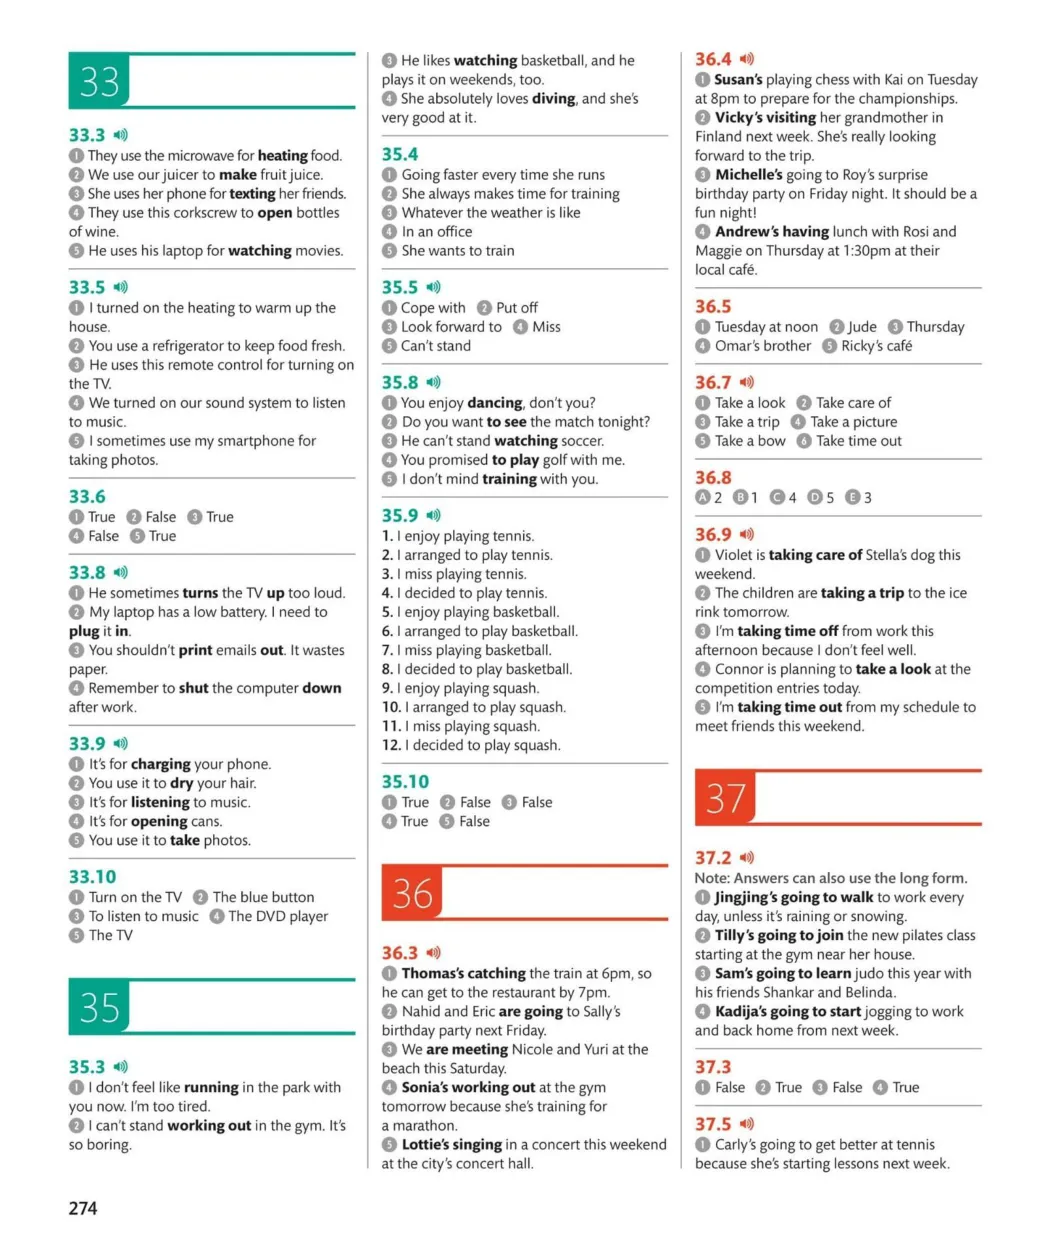 33
33.3
1 They use the microwave for heating food.
2 We use our juicer to make fruit juice.
3 She uses her phone for texting her friends.
4 They use this corkscrew to open bottles
of wine.
5 He uses his laptop for watching movies.
33.5
1 I turned on the heating to warm up the
house.
2 You use a refrigerator to keep food fresh.
3 He uses this remote control for turning on
the TV.
4 We turned on our sound system to listen
to music.
5 I sometimes use my smartphone for
taking photos.
33.6
1 True 2 False 3 True
4 False 5 True
33.8
1 He sometimes turns the TV up too loud.
2 My laptop has a low battery. I need to
plug it in.
3 You shouldn't print emails out. It wastes
paper.
4 Remember to shut the computer down
after work.
33.9
1 It's for charging your phone.
2 You use it to dry your hair.
3 It's for listening to music.
4 It's for opening cans.
5 You use it to take photos.
33.10
1 Turn on the TV 2 The blue button
3 To listen to music 4 The DVD player
5 The TV
35
35.3
1 I don't feel like running in the park with
you now. I'm too tired.
2 I can't stand working out in the gym. It's
so boring.
3 He likes watching basketball, and he
plays it on weekends, too.
4 She absolutely loves diving, and she's
very good at it.
35.4
1 Going faster every time she runs
2 She always makes time for training
3 Whatever the weather is like
4 In an office
5 She wants to train
35.5
1 Cope with 2 Put off
3 Look forward to 4 Miss
5 Can't stand
35.8
1 You enjoy dancing, don't you?
2 Do you want to see the match tonight?
3 He can't stand watching soccer.
4 You promised to play golf with me.
5 I don't mind training with you.
35.9
1. I enjoy playing tennis.
2. I arranged to play tennis.
3. I miss playing tennis.
4. I decided to play tennis.
5. I enjoy playing basketball.
6. I arranged to play basketball.
7. I miss playing basketball.
8. I decided to play basketball.
9. I enjoy playing squash.
10. I arranged to play squash.
11. I miss playing squash.
12. I decided to play squash.
35.10
1 True 2 False 3 False
4 True 5 False
36
36.3
1 Thomas's catching the train at 6pm, so
he can get to the restaurant by 7pm.
2 Nahid and Eric are going to Sally's
birthday party next Friday.
3 We are meeting Nicole and Yuri at the
beach this Saturday.
4 Sonia's working out at the gym
tomorrow because she's training for
a marathon.
5 Lottie's singing in a concert this weekend
at the city's concert hall.
36.4
1 Susan's playing chess with Kai on Tuesday
at 8pm to prepare for the championships.
2 Vicky's visiting her grandmother in
Finland next week. She's really looking
forward to the trip.
3 Michelle's going to Roy's surprise
birthday party on Friday night. It should be a
fun night!
4 Andrew's having lunch with Rosi and
Maggie on Thursday at 1:30pm at their
local café.
36.5
1 Tuesday at noon 2 Jude 3 Thursday
4 Omar's brother 5 Ricky's café
36.7
1 Take a look 2 Take care of
3 Take a trip 4 Take a picture
5 Take a bow 6 Take time out
36.8
A 2 B 1 C 4 D 5 E 3
36.9
1 Violet is taking care of Stella's dog this
weekend.
2 The children are taking a trip to the ice
rink tomorrow.
3 I'm taking time off from work this
afternoon because I don't feel well.
4 Connor is planning to take a look at the
competition entries today.
5 I'm taking time out from my schedule to
meet friends this weekend.
37
37.2
Note: Answers can also use the long form.
1 Jingjing's going to walk to work every
day, unless it's raining or snowing.
2 Tilly's going to join the new pilates class
starting at the gym near her house.
3 Sam's going to learn judo this year with
his friends Shankar and Belinda.
4 Kadija's going to start jogging to work
and back home from next week.
37.3
1 False 2 True 3 False 4 True
37.5
1 Carly's going to get better at tennis
because she's starting lessons next week.
274